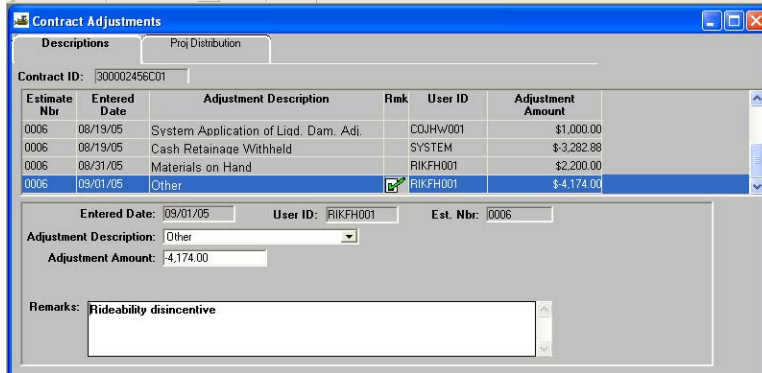 Contract Adjustments
Descriptions Proj Distribution
Contract ID: 300002456C01
Estimate Nbr Entered Date Adjustment Description Rmk User ID Adjustment Amount
0006 08/19/05 System Application of Liqd. Dam. Adj. COJHW001 $1,000.00
0006 08/19/05 Cash Retainage Withheld SYSTEM $-3,282.88
0006 08/31/05 Materials on Hand RIKFH001 $2,200.00
0006 09/01/05 Other RIKFH001 $-4,174.00
Entered Date: 09/01/05 User ID: RIKFH001 Est. Nbr: 0006
Adjustment Description: Other
Adjustment Amount: -4,174.00
Remarks: Rideability disincentive